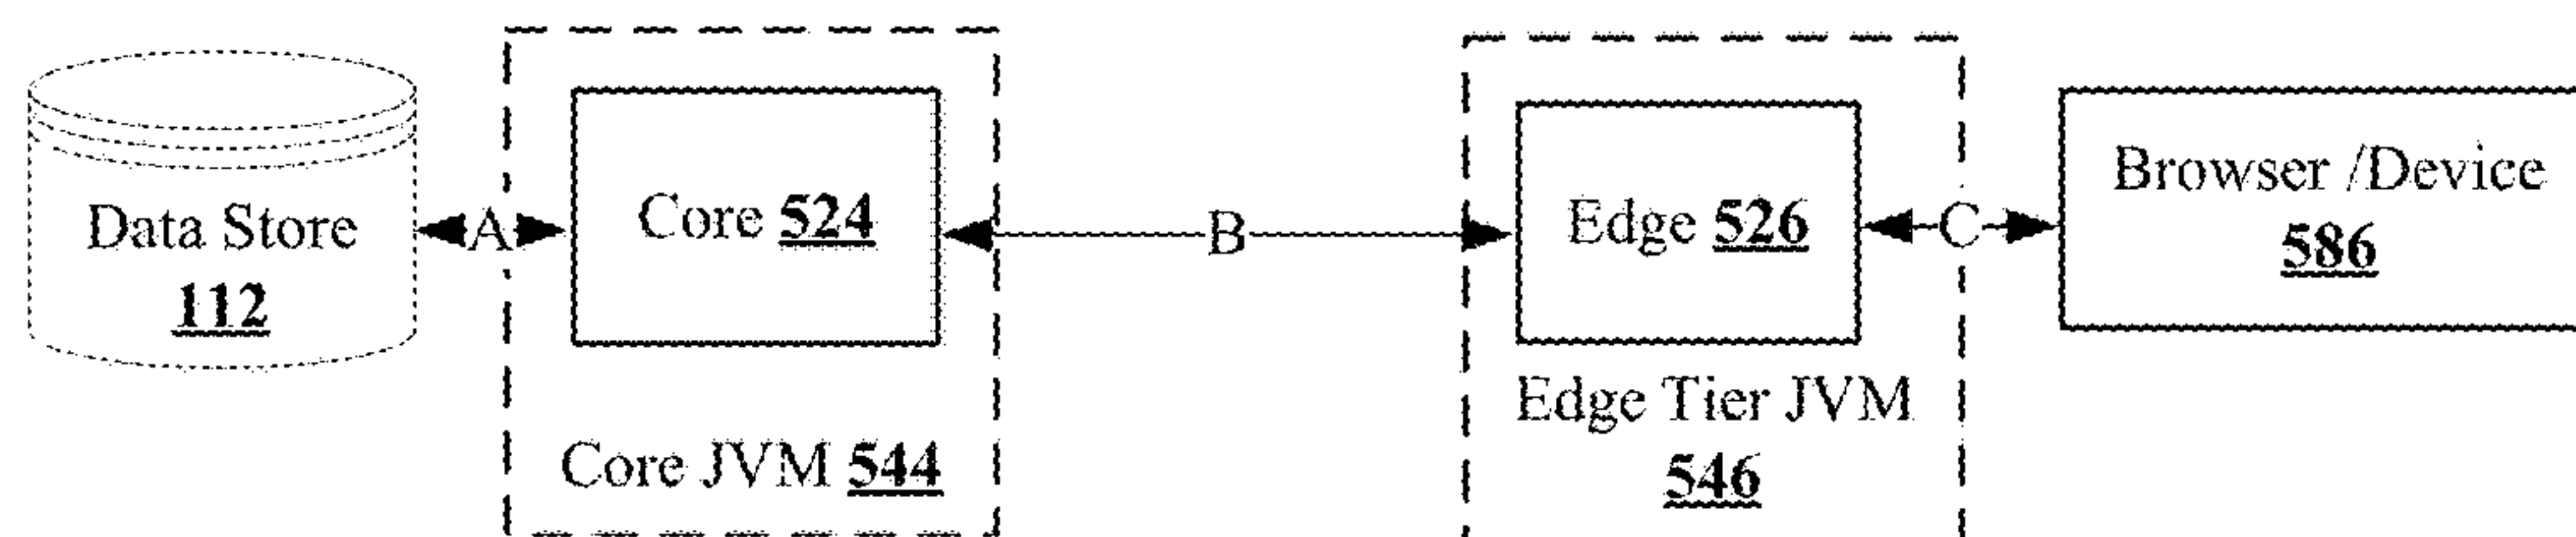 Data Store
112
A
Core 524
Core JVM 544
B
Edge 526
Edge Tier JVM
546
C
Browser /Device
586